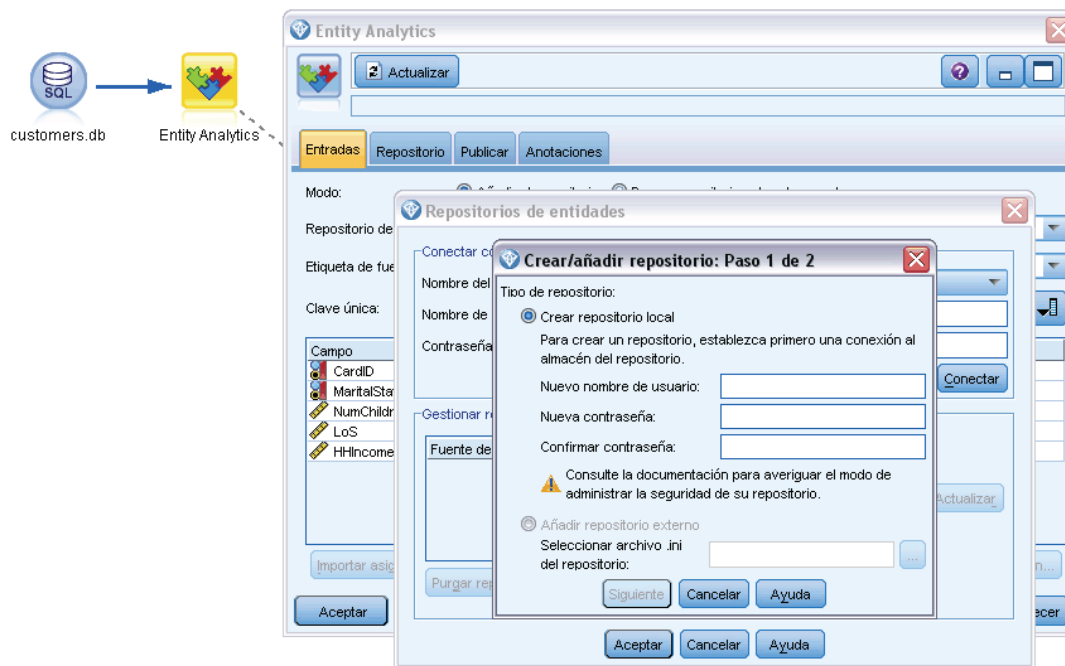 SQL
customers.db
Entity Analytics
Entity Analytics
Actualizar
Entradas
Repositorio
Publicar
Anotaciones
Modo:
Repositorio de
Etiqueta de fue
Clave única:
Campo
CardID
MaritalSta
NumChildr
LoS
HHIncome
Importar asig
Aceptar
Repositorios de entidades
Conectar co
Nombre del
Nombre de
Contraseña
Conectar
Gestionar re
Fuente de
Actualizar
Purgar rep
Crear/añadir repositorio: Paso 1 de 2
Tipo de repositorio:
Crear repositorio local
Para crear un repositorio, establezca primero una conexión al
almacén del repositorio.
Nuevo nombre de usuario:
Nueva contraseña:
Confirmar contraseña:
Consulte la documentación para averiguar el modo de
administrar la seguridad de su repositorio.
Añadir repositorio externo
Seleccionar archivo .ini
del repositorio:
...
Siguiente
Cancelar
Ayuda
Aceptar
Cancelar
Ayuda
n...
ecer